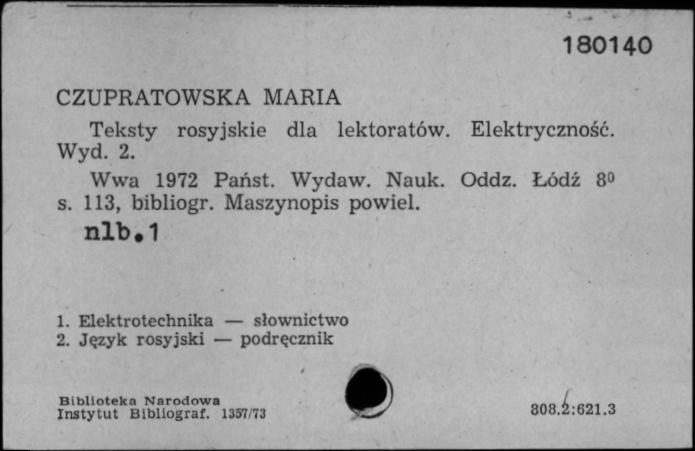 180140
CZUPRATOWSKA MARIA
Teksty rosyjskie dla lektoratów. Elektryczność.
Wyd. 2.
Wwa 1972 Państ. Wydaw. Nauk. Oddz. Łódź 8º
s. 113, bibliogr. Maszynopis powiel.
nlb.1
1. Elektrotechnika — słownictwo
2. Język rosyjski — podręcznik
Biblioteka Narodowa
Instytut Bibliograf. 1357/73
808.2:621.3